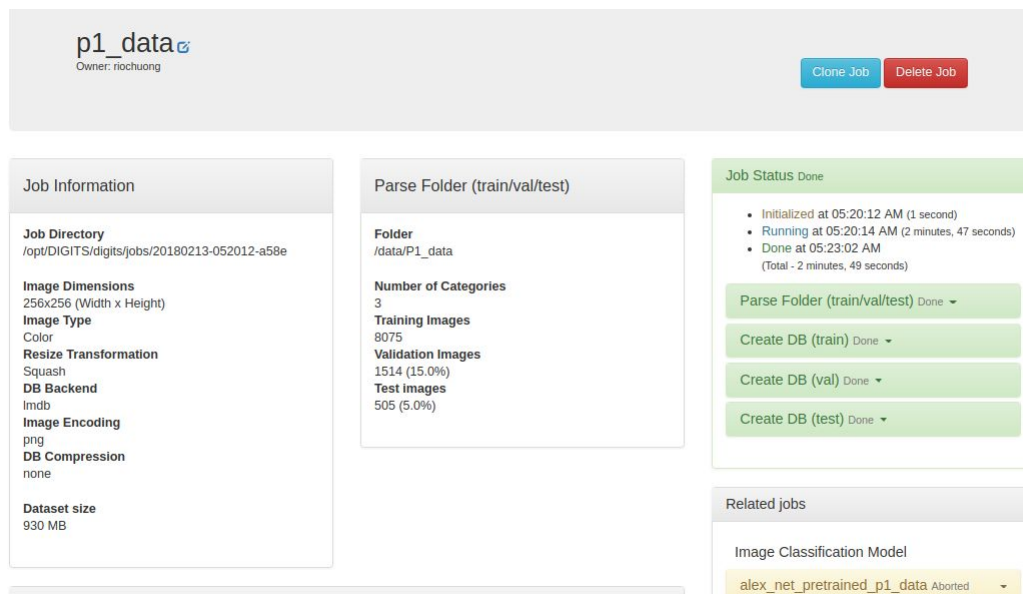 p1_data
Owner: riochuong
Clone Job
Delete Job
Job Information
Job Directory
/opt/DIGITS/digits/jobs/20180213-052012-a58e
Image Dimensions
256x256 (Width x Height)
Image Type
Color
Resize Transformation
Squash
DB Backend
lmdb
Image Encoding
png
DB Compression
none
Dataset size
930 MB
Parse Folder (train/val/test)
Folder
/data/P1_data
Number of Categories
3
Training Images
8075
Validation Images
1514 (15.0%)
Test images
505 (5.0%)
Job Status Done
Initialized at 05:20:12 AM (1 second)
Running at 05:20:14 AM (2 minutes, 47 seconds)
Done at 05:23:02 AM
(Total - 2 minutes, 49 seconds)
Parse Folder (train/val/test) Done
Create DB (train) Done
Create DB (val) Done
Create DB (test) Done
Related jobs
Image Classification Model
alex_net_pretrained_p1_data Aborted